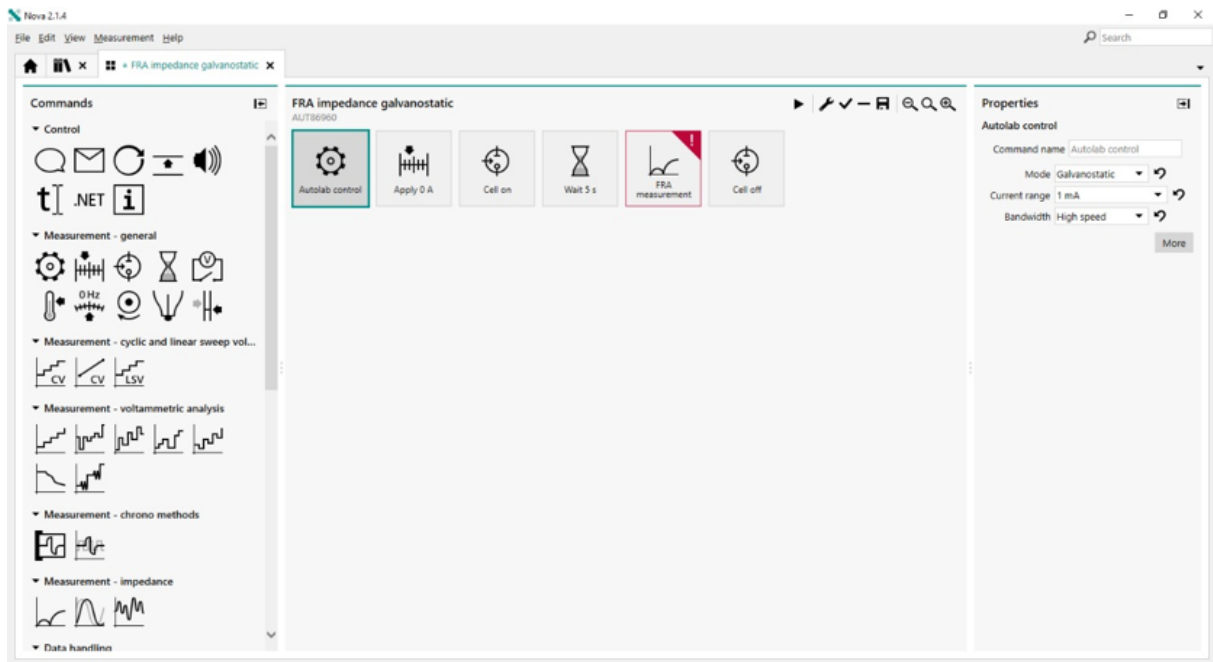 Nova 2.1.4
File Edit View Measurement Help
Search
FRA impedance galvanostatic
Commands
Control
t
.NET
i
Measurement - general
V
0 Hz
Measurement - cyclic and linear sweep vol...
CV CV LSV
Measurement - voltammetric analysis
Measurement - chrono methods
Measurement - impedance
Data handling
FRA impedance galvanostatic
AUT86960
Autolab control
Apply 0 A
Cell on
Wait 5 s
!
FRA
measurement
Cell off
Properties
Autolab control
Command name Autolab control
Mode Galvanostatic
Current range 1 mA
Bandwidth High speed
More